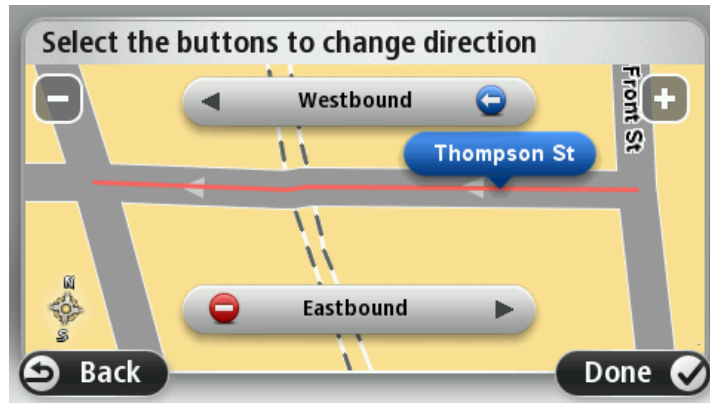 Select the buttons to change direction
Westbound
Front St
Thompson St
N
S
Eastbound
Back
Done